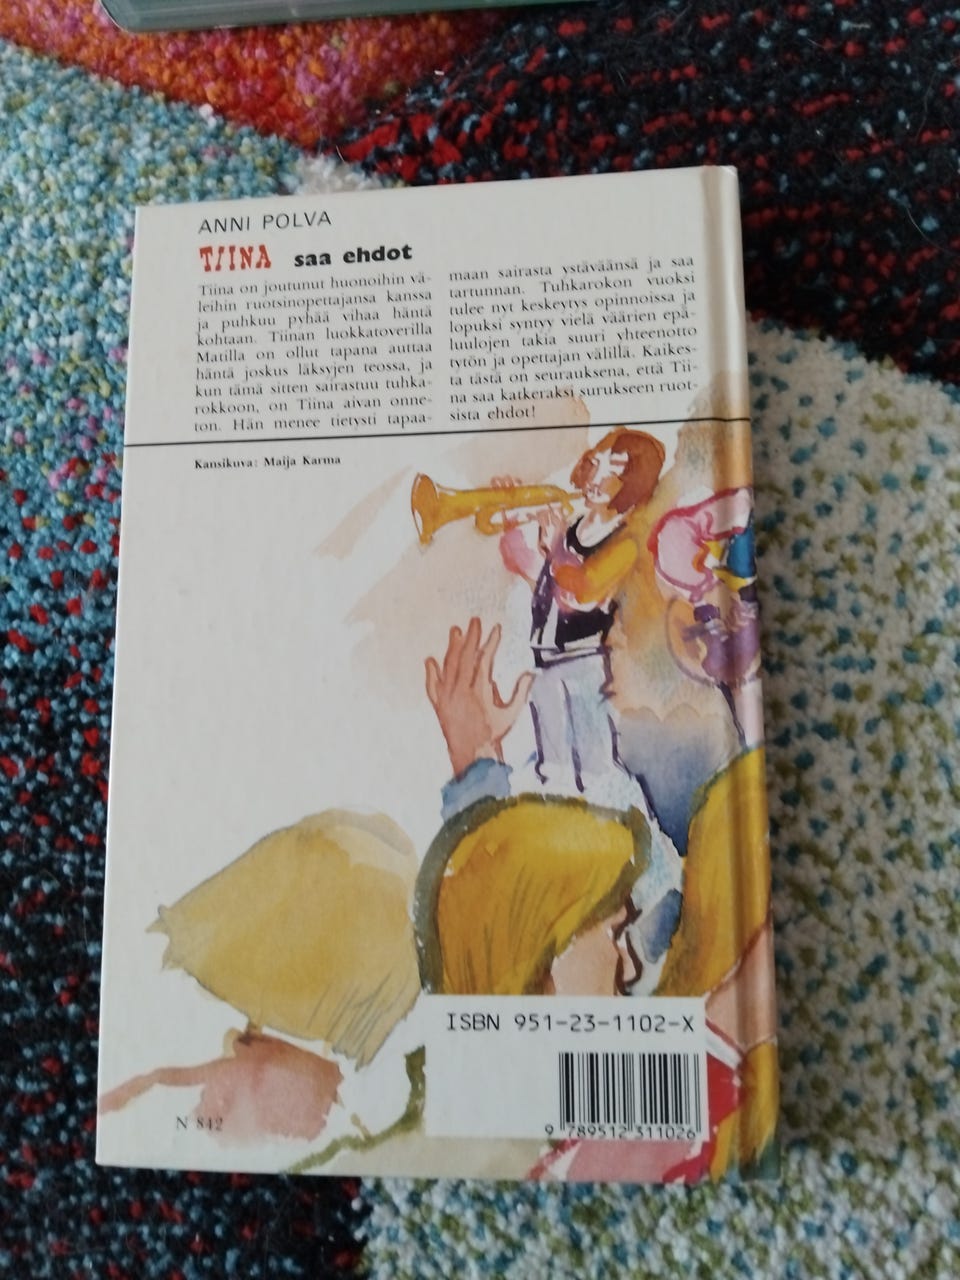 ANNI POLVA
TIINA saa ehdot
Tiina on joutunut huonoihin vä-
leihin ruotsinopettajansa kanssa
ja puhkuu pyhää vihaa häntä
kohtaan. Tiinan luokkatoverilla
Matilla on ollut tapana auttaa
häntä joskus läksyjen teossa, ja
kun tämä sitten sairastuu tuhka-
rokkoon, on Tiina aivan onne-
ton. Hän menee tietysti tapaa-
maan sairasta ystäväänsä ja saa
tartunnan. Tuhkarokon vuoksi
tulee nyt keskeytys opinnoissa ja
lopuksi syntyy vielä väärien epä-
luulojen takia suuri yhteenotto
tytön ja opettajan välillä. Kaikes-
ta tästä on seurauksena, että Tii-
na saa katkeraksi surukseen ruot-
sista ehdot!
Kansikuva: Maija Karma
ISBN 951-23-1102-X
9 789512 311026
N 842